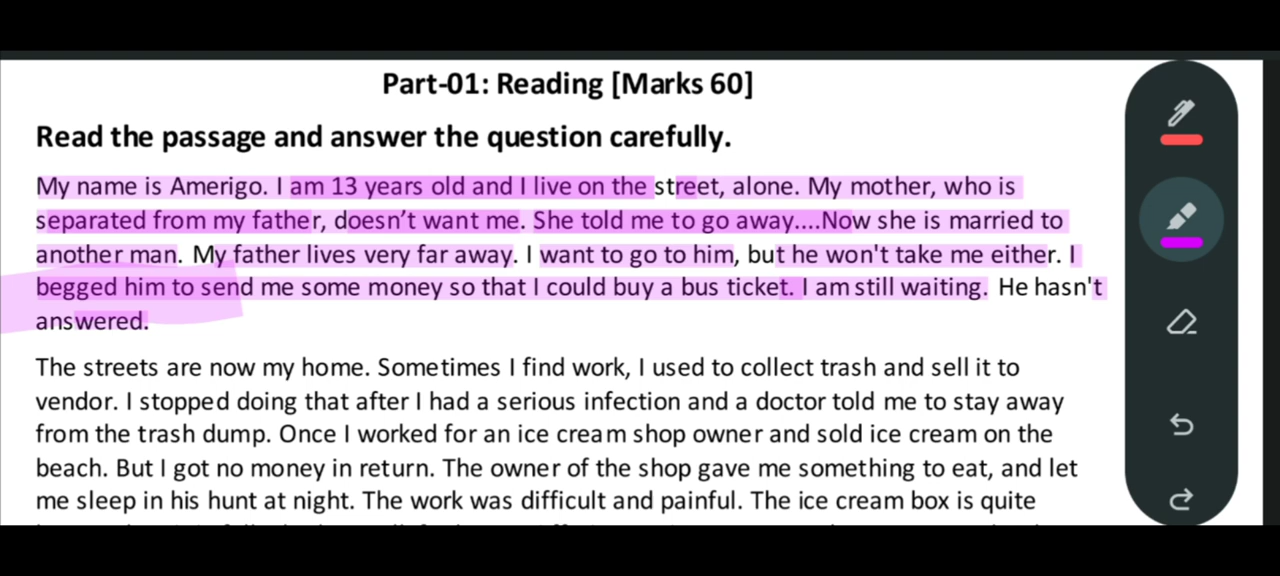 Part-01: Reading [Marks 60]
Read the passage and answer the question carefully.
My name is Amerigo. I am 13 years old and I live on the street, alone. My mother, who is
separated from my father, doesn’t want me. She told me to go away....Now she is married to
another man. My father lives very far away. I want to go to him, but he won't take me either. I
begged him to send me some money so that I could buy a bus ticket. I am still waiting. He hasn't
answered.
The streets are now my home. Sometimes I find work, I used to collect trash and sell it to
vendor. I stopped doing that after I had a serious infection and a doctor told me to stay away
from the trash dump. Once I worked for an ice cream shop owner and sold ice cream on the
beach. But I got no money in return. The owner of the shop gave me something to eat, and let
me sleep in his hunt at night. The work was difficult and painful. The ice cream box is quite